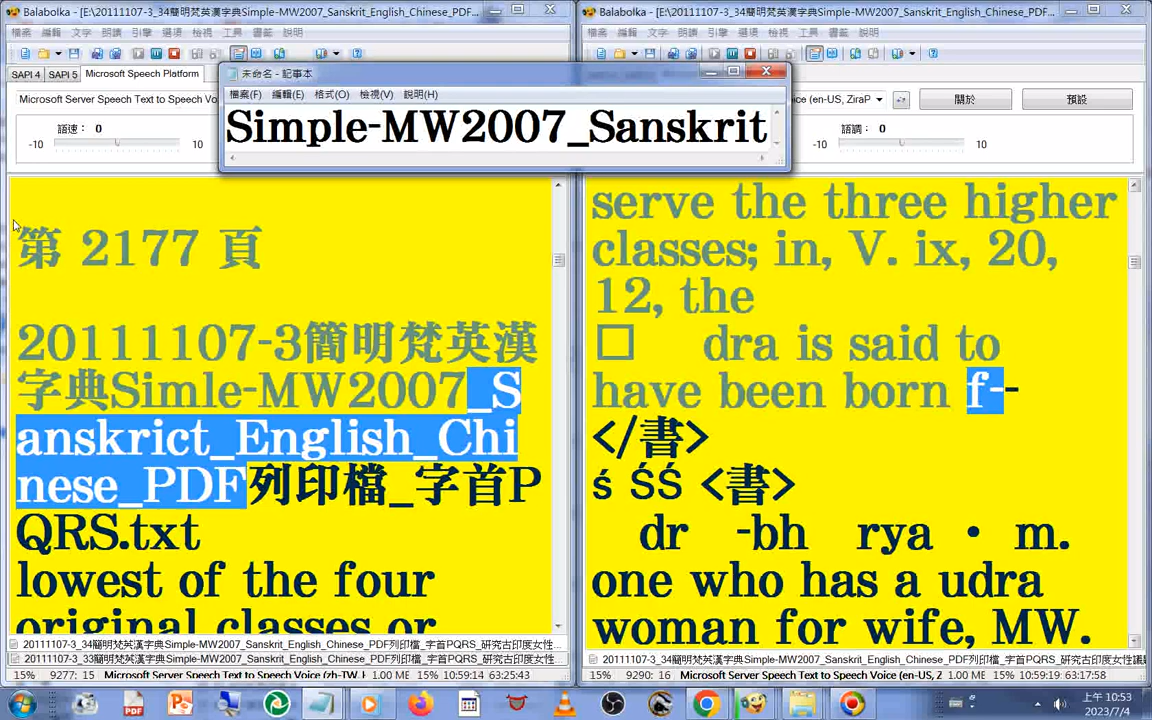 Balabolka - [E:\20111107-3_34簡明梵英漢字典Simple-MW2007_Sanskrit_English_Chinese_PDF...
Balabolka - [E:\20111107-3_34簡明梵英漢字典Simple-MW2007_Sanskrit_English_Chinese_PDF...
檔案 編輯 文字 朗讀 引擎 選項 檢視 工具 書籤 說明
檔案 編輯 文字 朗讀 引擎 選項 檢視 工具 書籤 說明
SAPI 4 SAPI 5 Microsoft Speech Platform
Microsoft Server Speech Text to Speech Vo
語速: 0
-10 10
未命名 - 記事本
檔案(F) 編輯(E) 格式(O) 檢視(V) 說明(H)
Simple-MW2007_Sanskrit
ice (en-US, ZiraP
關於 預設
語調: 0
-10 10
第 2177 頁
20111107-3簡明梵英漢
字典Simle-MW2007_S
anskrict_English_Chi
nese_PDF列印檔_字首P
QRS.txt
lowest of the four
original classes or
serve the three higher
classes; in, V. ix, 20,
12, the
□ dra is said to
have been born f--
</書>
ś ŚŚ <書>
dr -bh rya • m.
one who has a udra
woman for wife, MW.
20111107-3_34簡明梵英漢字典Simple-MW2007_Sanskrit_English_Chinese_PDF列印檔_字首PQRS_研究古印度女性...
20111107-3_33簡明梵英漢字典Simple-MW2007_Sanskrit_English_Chinese_PDF列印檔_字首PQRS_研究古印度女性...
15% 9277: 15 Microsoft Server Speech Text to Speech Voice (zh-TW, 1.00 MB 10:59:14 63:25:43
20111107-3_34簡明梵英漢字典Simple-MW2007_Sanskrit_English_Chinese_PDF列印檔_字首PQRS_研究古印度女性
15% 9290: 16 Microsoft Server Speech Text to Speech Voice (en-US, Z 1.00 MB 10:59:19 63:17:58
上午 10:53
2023/7/4